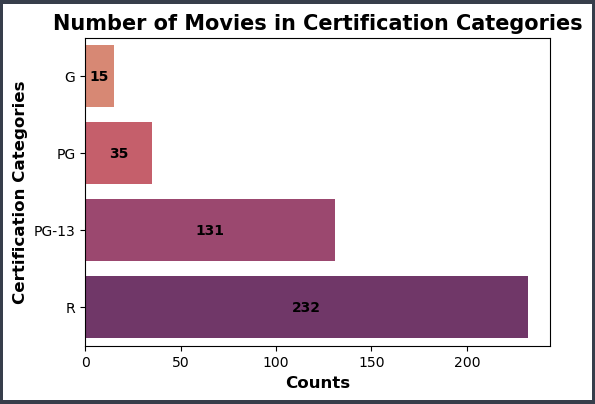 Number of Movies in Certification Categories
Certification Categories
G
15
PG
35
PG-13
131
R
232
0 50 100 150 200
Counts